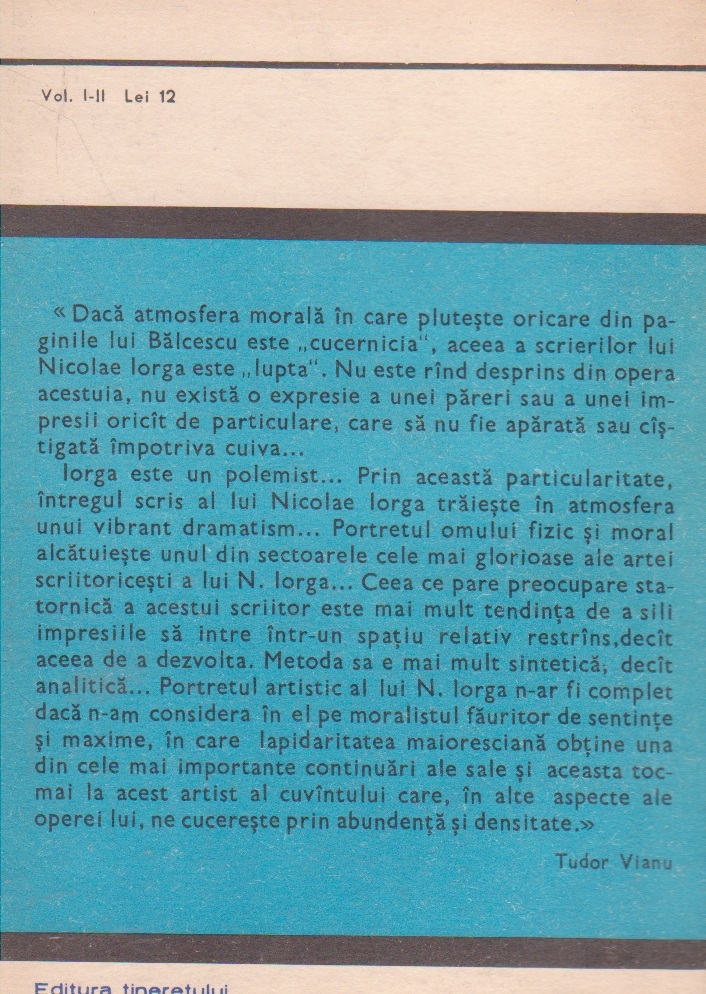 Vol. I-II Lei 12
« Dacă atmosfera morală în care plutește oricare din pa-
ginile lui Bălcescu este „cucernicia“, aceea a scrierilor lui
Nicolae Iorga este „lupta“. Nu este rînd desprins din opera
acestuia, nu există o expresie a unei păreri sau a unei im-
presii oricît de particulare, care să nu fie apărată sau cîș-
tigată împotriva cuiva...
Iorga este un polemist... Prin această particularitate,
întregul scris al lui Nicolae Iorga trăiește în atmosfera
unui vibrant dramatism... Portretul omului fizic și moral
alcătuiește unul din sectoarele cele mai glorioase ale artei
scriitoricești a lui N. Iorga... Ceea ce pare preocupare sta-
tornică a acestui scriitor este mai mult tendința de a sili
impresiile să intre într-un spațiu relativ restrîns,decît
aceea de a dezvolta. Metoda sa e mai mult sintetică, decît
analitică... Portretul artistic al lui N. Iorga n-ar fi complet
dacă n-am considera în el pe moralistul făuritor de sentințe
și maxime, în care lapidaritatea maioresciană obține una
din cele mai importante continuări ale sale și aceasta toc-
mai la acest artist al cuvîntului care, în alte aspecte ale
operei lui, ne cucerește prin abundență și densitate.»
Tudor Vianu
Editura tineretului